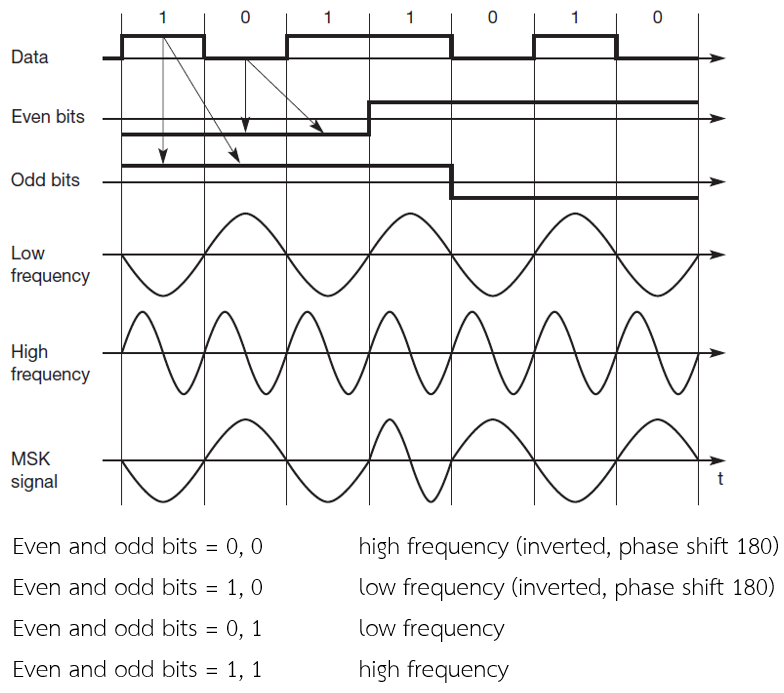 1 0 1 1 0 1 0
Data
Even bits
Odd bits
Low
frequency
High
frequency
MSK
signal
t
Even and odd bits = 0, 0 high frequency (inverted, phase shift 180)
Even and odd bits = 1, 0 low frequency (inverted, phase shift 180)
Even and odd bits = 0, 1 low frequency
Even and odd bits = 1, 1 high frequency